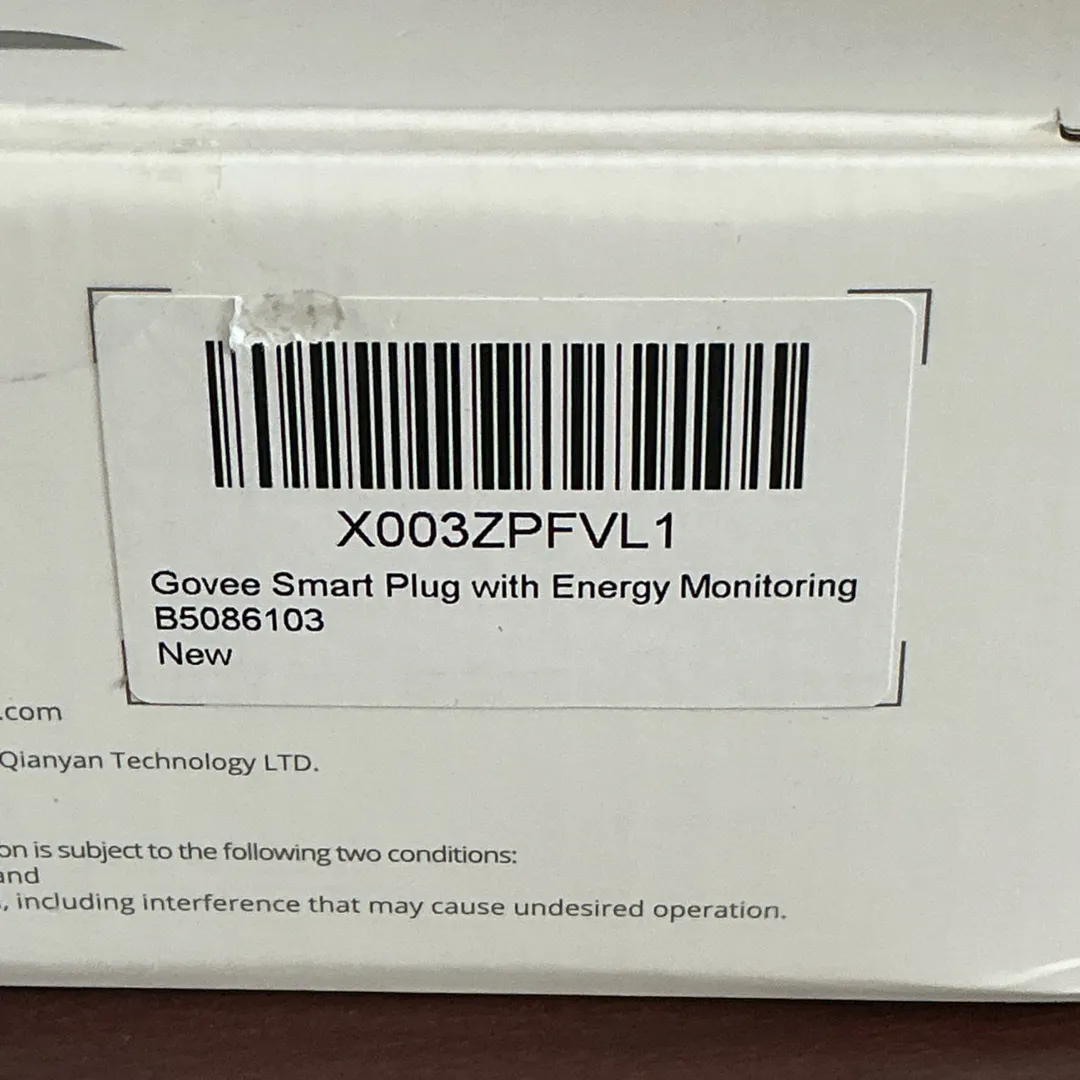 X003ZPFVL1
Govee Smart Plug with Energy Monitoring
B5086103
New
.com
Qianyan Technology LTD.
on is subject to the following two conditions:
and
, including interference that may cause undesired operation.